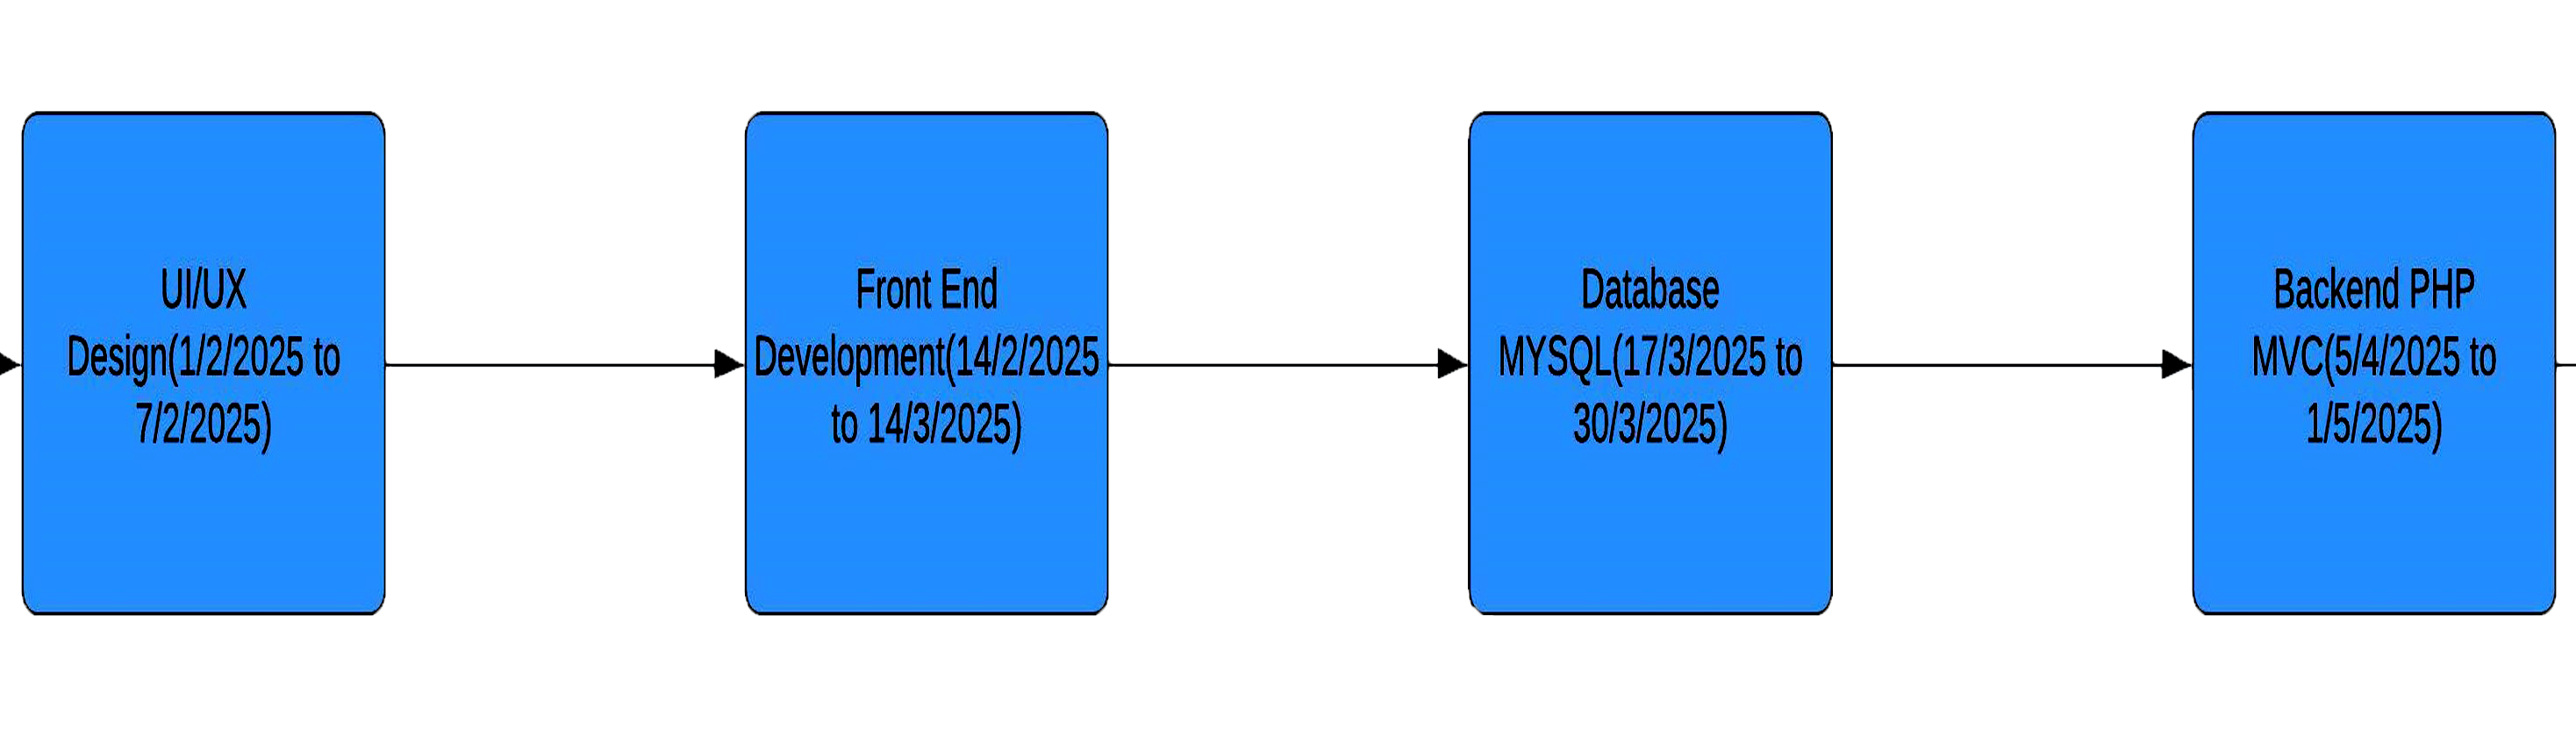 UI/UX
Design(1/2/2025 to
7/2/2025)
Front End
Development(14/2/2025
to 14/3/2025)
Database
MYSQL(17/3/2025 to
30/3/2025)
Backend PHP
MVC(5/4/2025 to
1/5/2025)